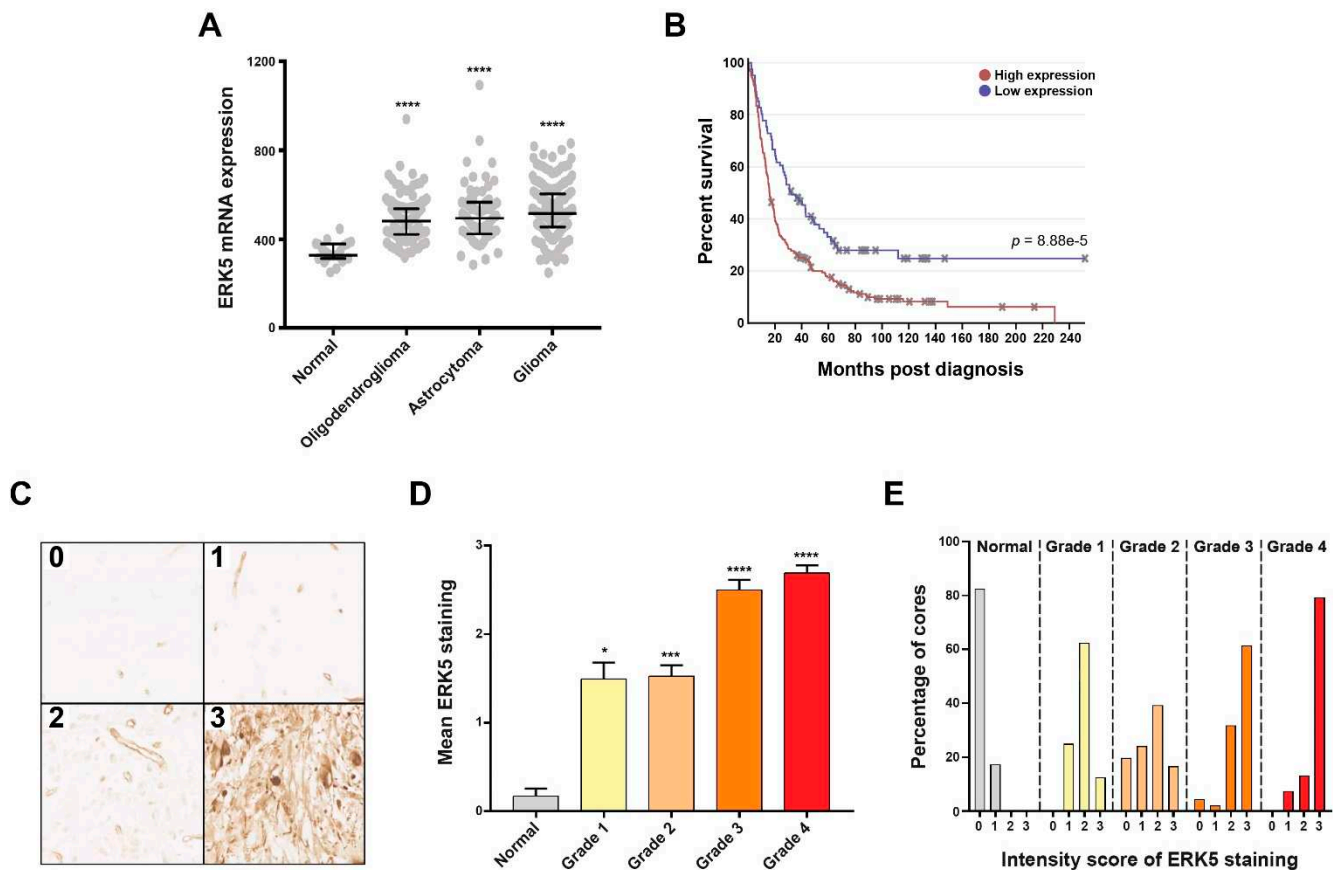 A
ERK5 mRNA expression
1200
800
400
0
****
****
****
Normal
Oligodendroglioma
Astrocytoma
Glioma
B
Percent survival
100
80
60
40
20
0
High expression
Low expression
p = 8.88e-5
20 40 60 80 100 120 140 160 180 200 220 240
Months post diagnosis
C
0
1
2
3
D
Mean ERK5 staining
3
2
1
0
*
***
****
****
Normal
Grade 1
Grade 2
Grade 3
Grade 4
E
Percentage of cores
100
80
60
40
20
0
Normal Grade 1 Grade 2 Grade 3 Grade 4
0 1 2 3 0 1 2 3 0 1 2 3 0 1 2 3 0 1 2 3
Intensity score of ERK5 staining